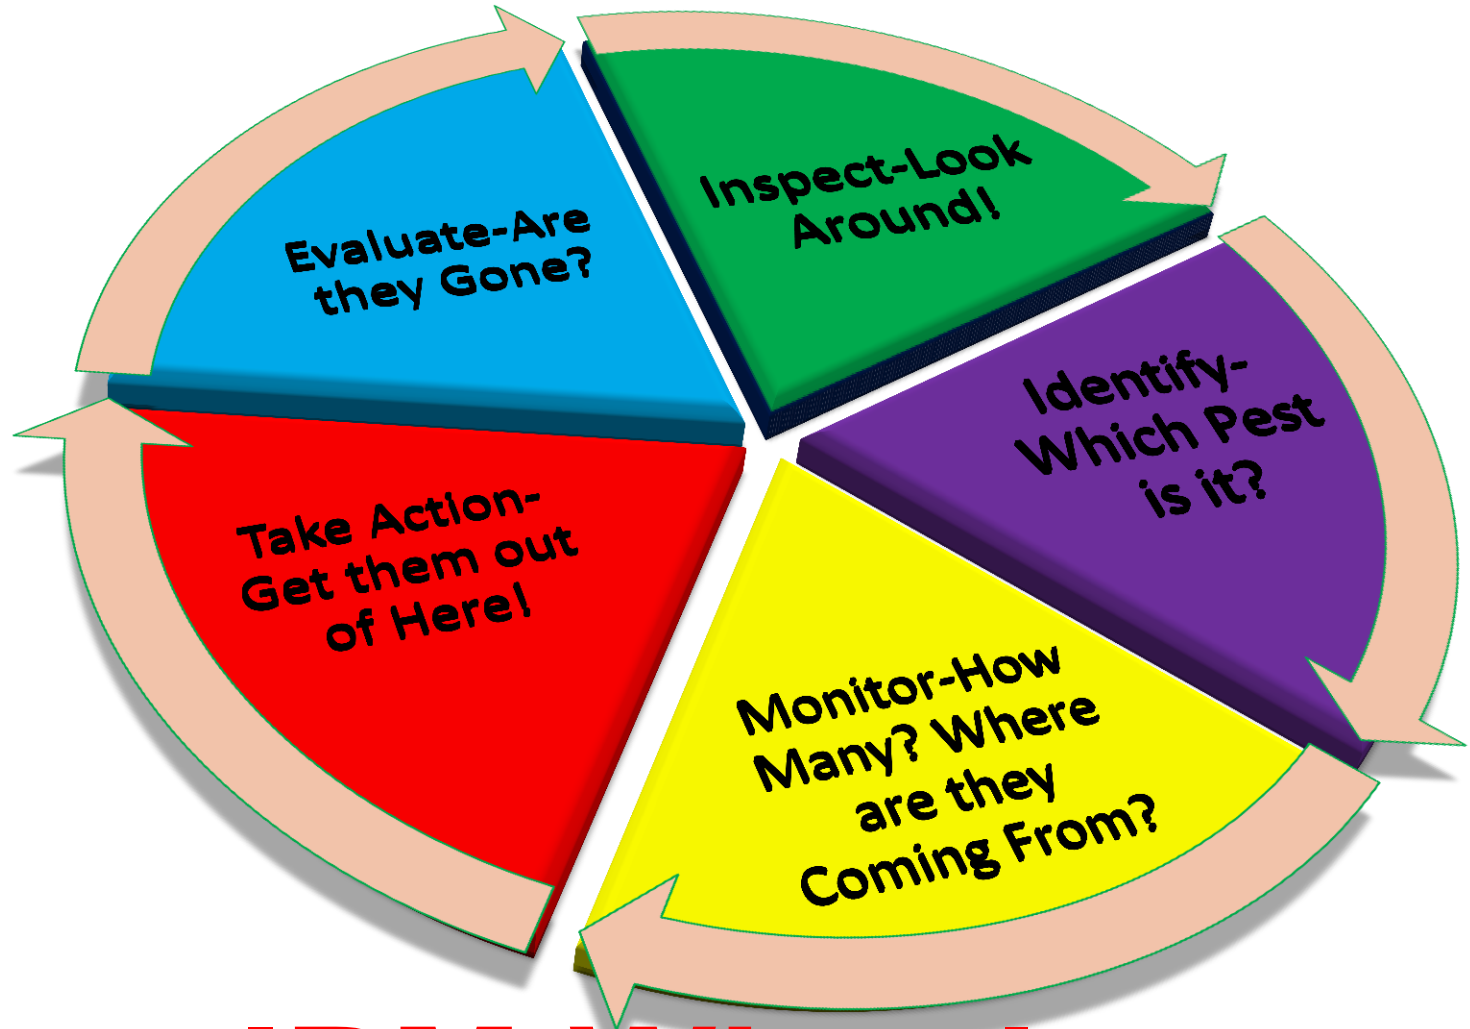 Inspect-Look
Around!
Identify-
Which Pest
is it?
Monitor-How
Many? Where
are they
Coming From?
Take Action-
Get them out
of Here!
Evaluate-Are
they Gone?